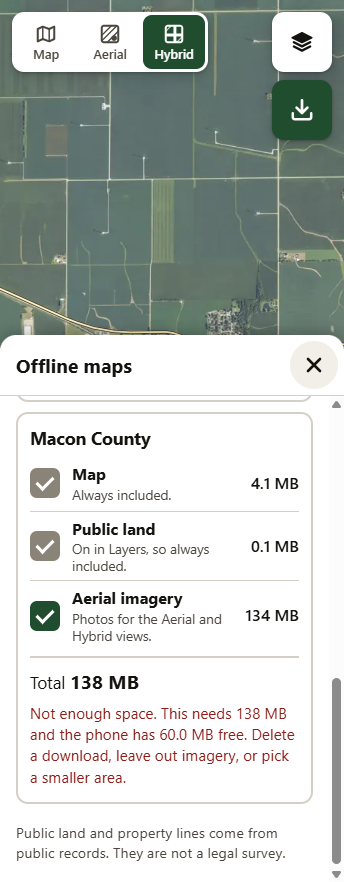 Map Aerial Hybrid
Offline maps
Macon County
Map 4.1 MB
Always included.
Public land 0.1 MB
On in Layers, so always
included.
Aerial imagery 134 MB
Photos for the Aerial and
Hybrid views.
Total 138 MB
Not enough space. This needs 138 MB
and the phone has 60.0 MB free. Delete
a download, leave out imagery, or pick
a smaller area.
Public land and property lines come from
public records. They are not a legal survey.